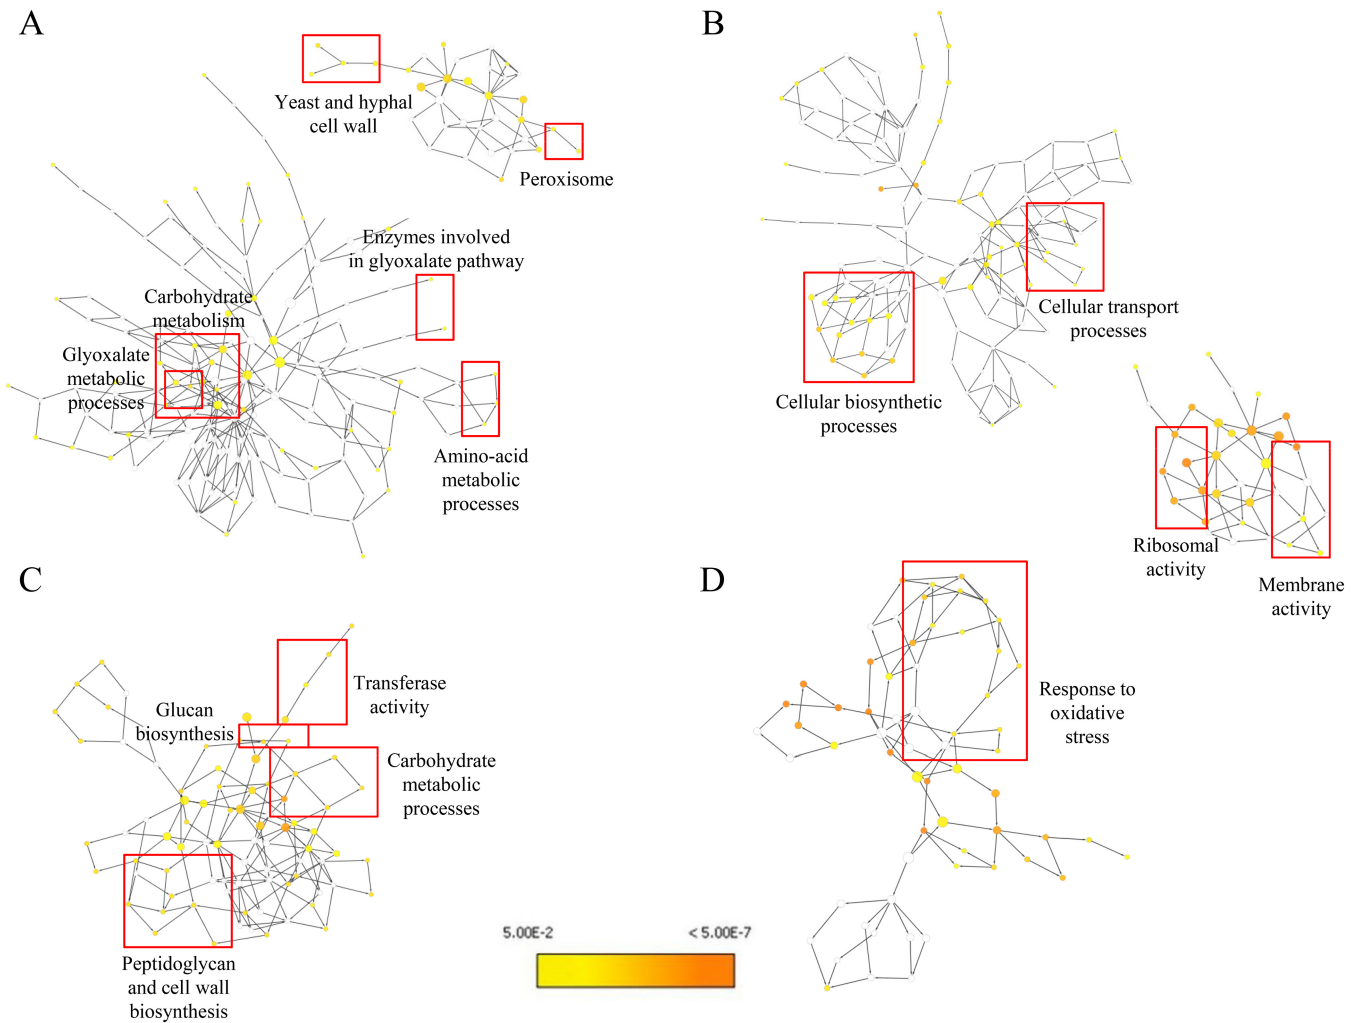 A
Yeast and hyphal
cell wall
Peroxisome
Enzymes involved
in glyoxalate pathway
Carbohydrate
metabolism
Glyoxalate
metabolic
processes
Amino-acid
metabolic
processes
B
Cellular transport
processes
Cellular biosynthetic
processes
Ribosomal
activity
Membrane
activity
C
Transferase
activity
Glucan
biosynthesis
Carbohydrate
metabolic
processes
Peptidoglycan
and cell wall
biosynthesis
D
Response to
oxidative
stress
5.00E-2
< 5.00E-7